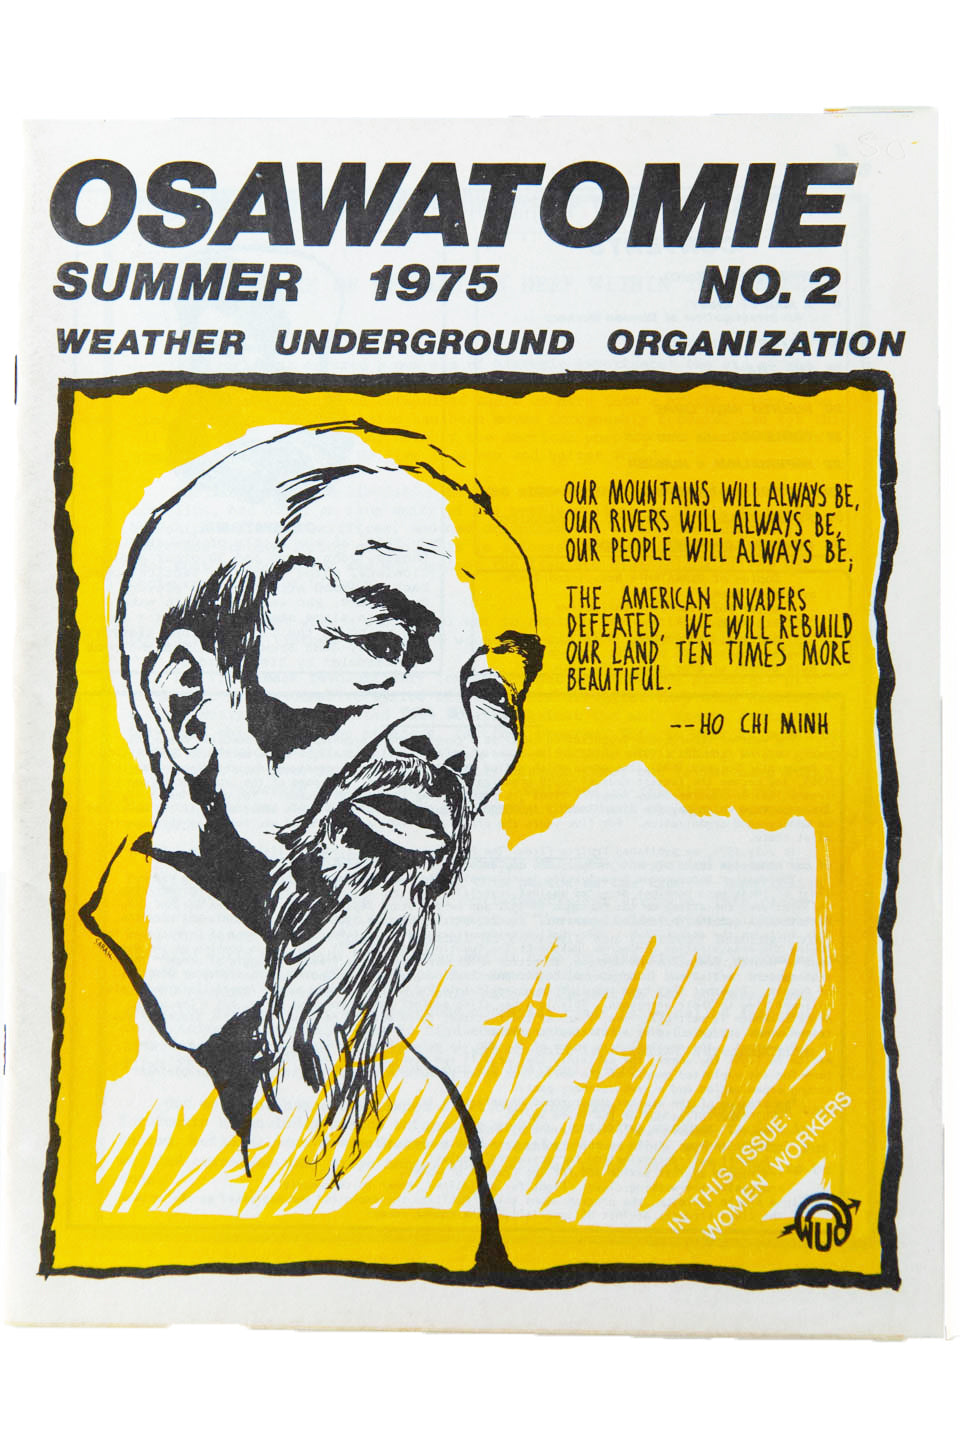 OSAWATOMIE
SUMMER 1975 NO. 2
WEATHER UNDERGROUND ORGANIZATION
OUR MOUNTAINS WILL ALWAYS BE,
OUR RIVERS WILL ALWAYS BE,
OUR PEOPLE WILL ALWAYS BE;
THE AMERICAN INVADERS
DEFEATED, WE WILL REBUILD
OUR LAND TEN TIMES MORE
BEAUTIFUL.
--HO CHI MINH
SARAH
IN THIS ISSUE:
WOMEN WORKERS
WUO